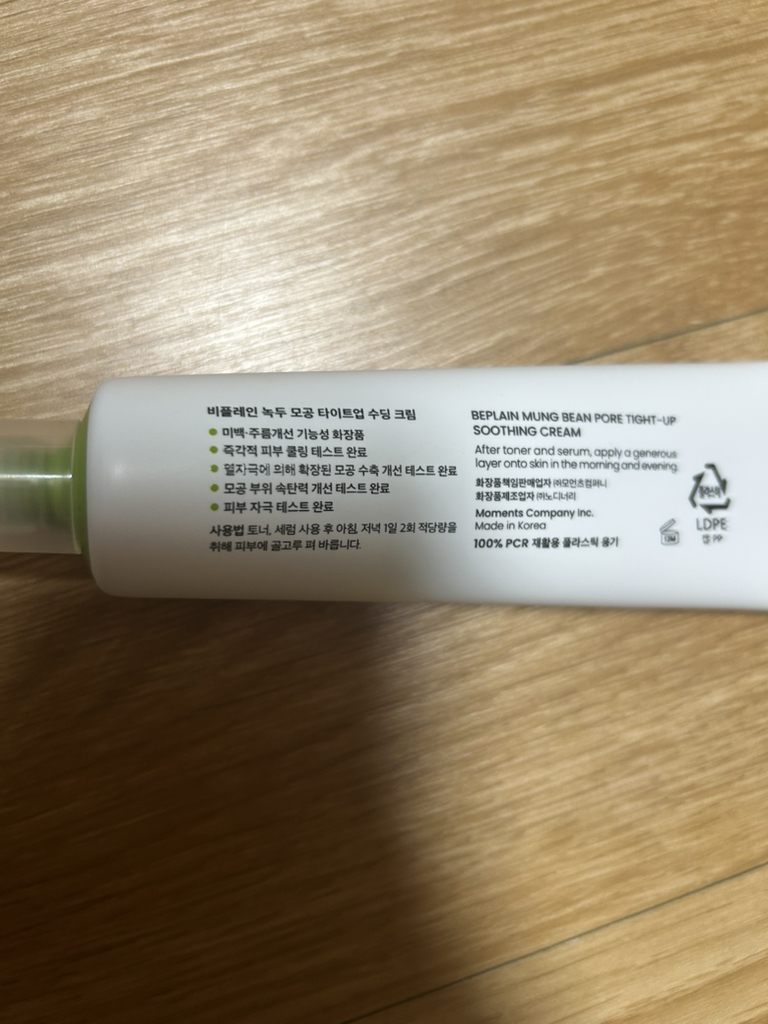 비플레인 녹두 모공 타이트업 수딩 크림
미백·주름개선 기능성 화장품
즉각적 피부 쿨링 테스트 완료
열자극에 의해 확장된 모공 수축 개선 테스트 완료
모공 부위 속탄력 개선 테스트 완료
피부 자극 테스트 완료
사용법 토너, 세럼 사용 후 아침, 저녁 1일 2회 적당량을
취해 피부에 골고루 펴 바릅니다.
BEPLAIN MUNG BEAN PORE TIGHT-UP
SOOTHING CREAM
After toner and serum, apply a generous
layer onto skin in the morning and evening.
화장품책임판매업자 ㈜모먼츠컴퍼니
화장품제조업자 ㈜노디너리
Moments Company Inc.
Made in Korea
100% PCR 재활용 플라스틱 용기
12M
플라스틱
LDPE
캡:PP